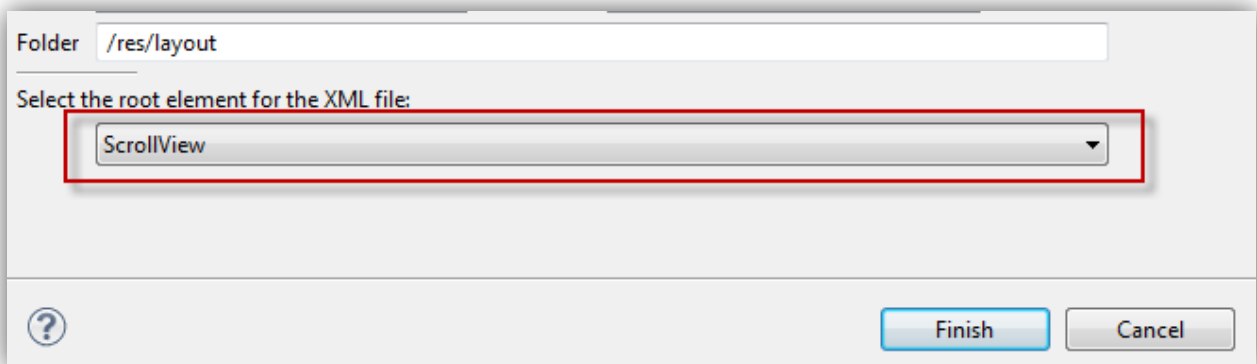 Folder /res/layout
Select the root element for the XML file:
ScrollView
?
Finish Cancel